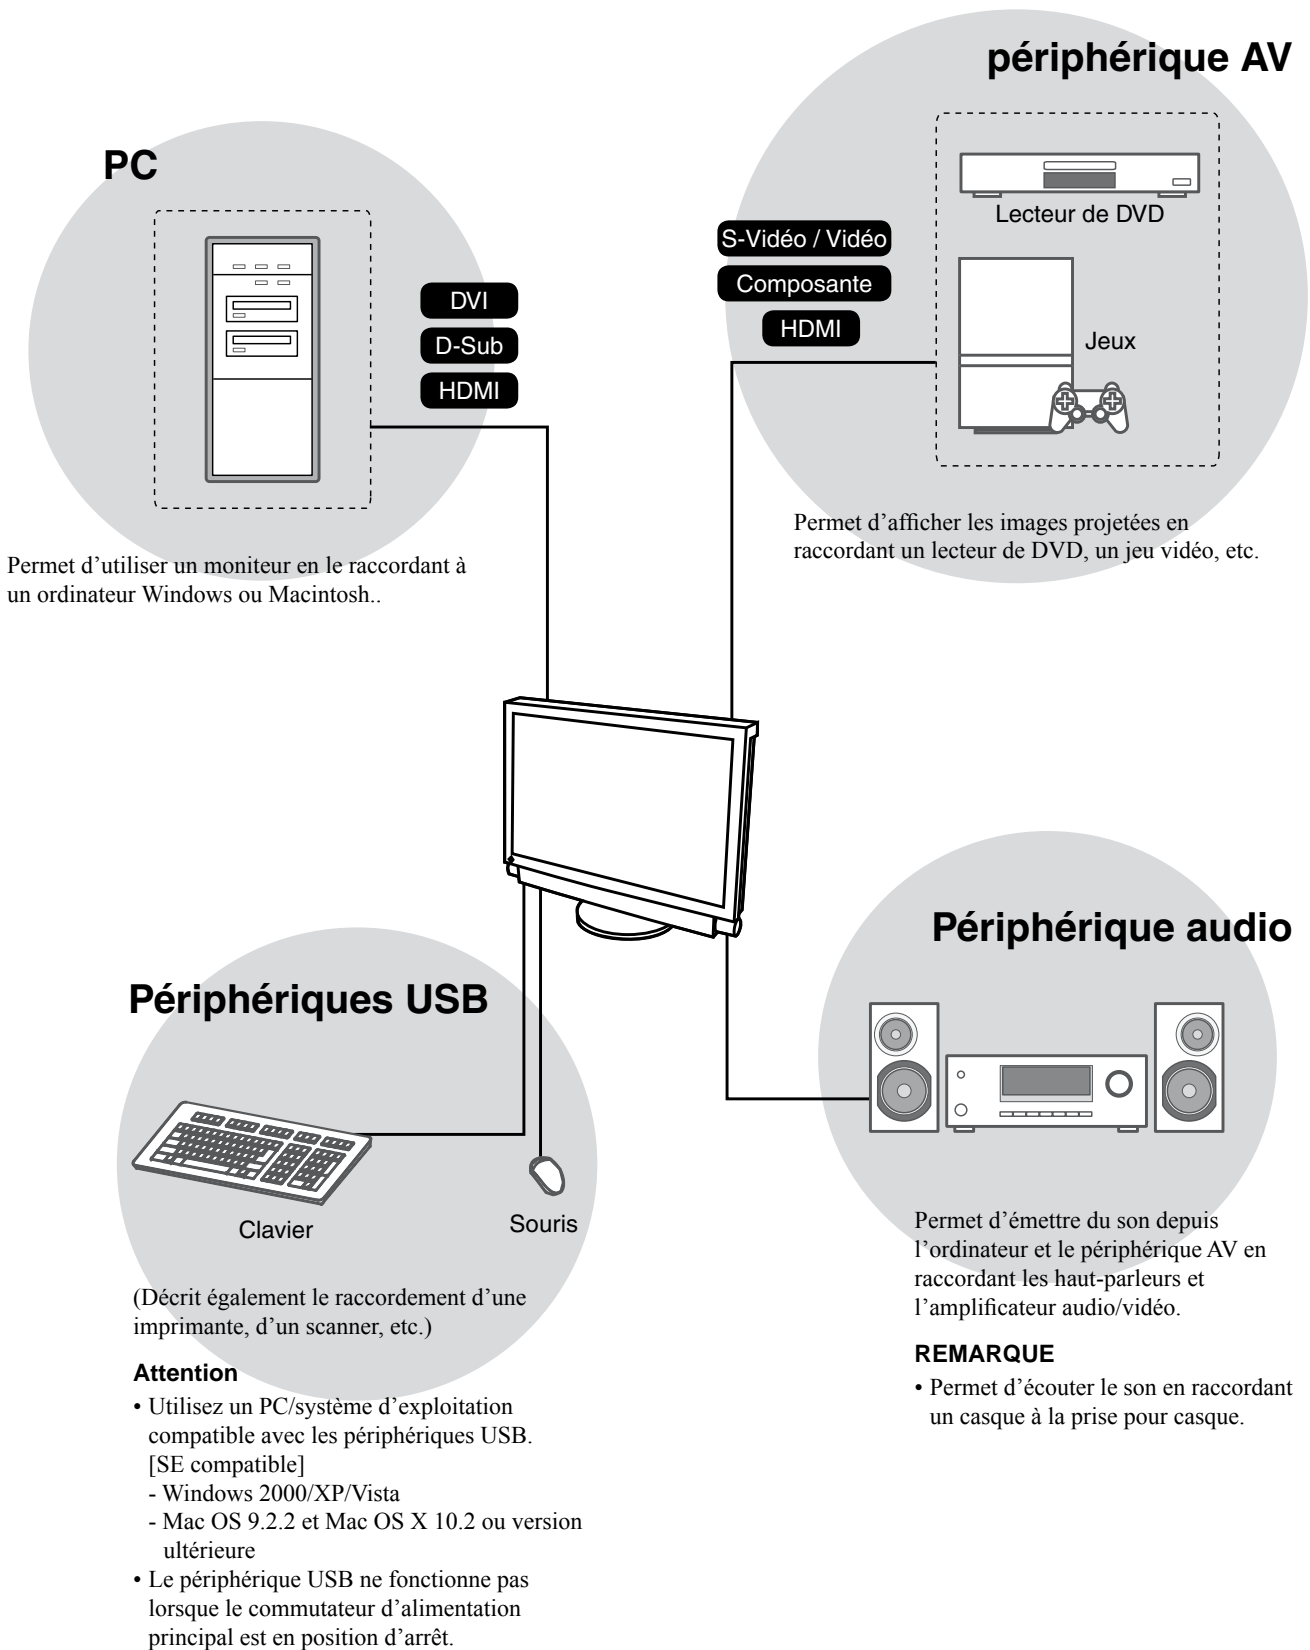 périphérique AV
PC
Lecteur de DVD
S-Vidéo / Vidéo
Composante
HDMI
Jeux
DVI
D-Sub
HDMI
Permet d’afficher les images projetées en
raccordant un lecteur de DVD, un jeu vidéo, etc.
Permet d’utiliser un moniteur en le raccordant à
un ordinateur Windows ou Macintosh..
Périphérique audio
Périphériques USB
Clavier
Souris
(Décrit également le raccordement d’une
imprimante, d’un scanner, etc.)
Attention
• Utilisez un PC/système d’exploitation
compatible avec les périphériques USB.
[SE compatible]
- Windows 2000/XP/Vista
- Mac OS 9.2.2 et Mac OS X 10.2 ou version
ultérieure
• Le périphérique USB ne fonctionne pas
lorsque le commutateur d’alimentation
principal est en position d’arrêt.
Permet d’émettre du son depuis
l’ordinateur et le périphérique AV en
raccordant les haut-parleurs et
l’amplificateur audio/vidéo.
REMARQUE
• Permet d’écouter le son en raccordant
un casque à la prise pour casque.